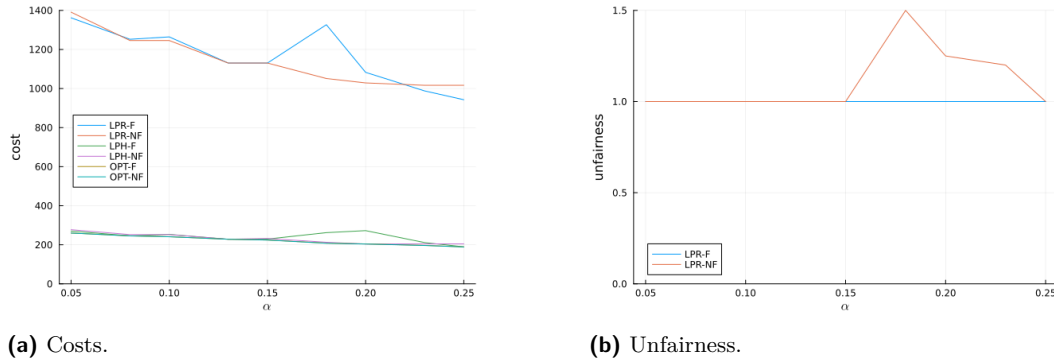 1400
1200
1000
800
600
400
200
0
cost
LPR-F
LPR-NF
LPH-F
LPH-NF
OPT-F
OPT-NF
0.05 0.10 0.15 0.20 0.25
α
(a) Costs.
1.5
1.0
0.5
0.0
unfairness
LPR-F
LPR-NF
0.05 0.10 0.15 0.20 0.25
α
(b) Unfairness.